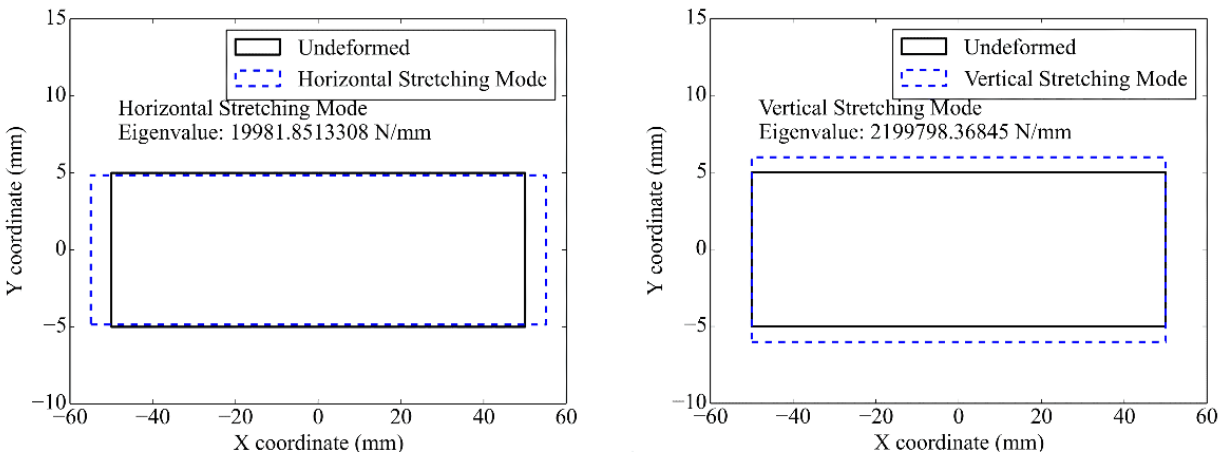 15
10
5
0
−5
−10
−60
−40
−20
0
20
40
60
X coordinate (mm)
Y coordinate (mm)
Undeformed
Horizontal Stretching Mode
Horizontal Stretching Mode
Eigenvalue: 19981.8513308 N/mm
15
10
5
0
−5
−10
−60
−40
−20
0
20
40
60
X coordinate (mm)
Y coordinate (mm)
Undeformed
Vertical Stretching Mode
Vertical Stretching Mode
Eigenvalue: 2199798.36845 N/mm